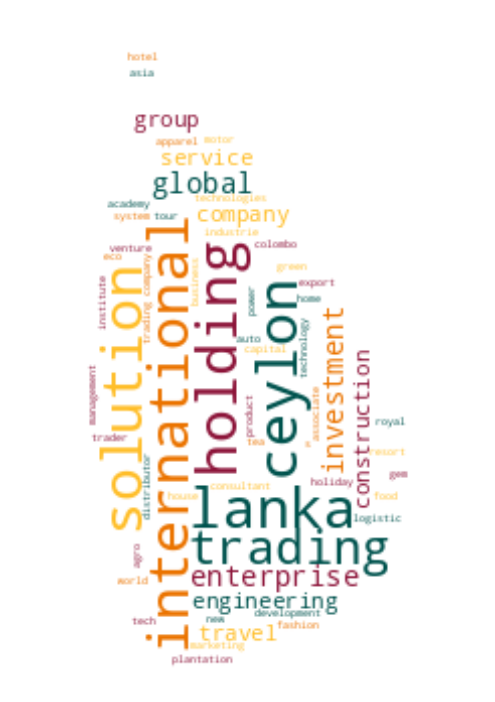 hotel
asia
group
apparel motor
service
global
technologies
academy
system tour
company
industrie
venture
colombo
eco
international
holding
solution
ceylon
green
export
institute
trading company
business
power
home
auto
capital
technology
investment
construction
management
product
associate
royal
trader
tea
x
resort
distributor
house
consultant
holiday
gem
food
lanka
logistic
trading
agro
world
enterprise
engineering
development
tech
new
fashion
travel
marketing
plantation